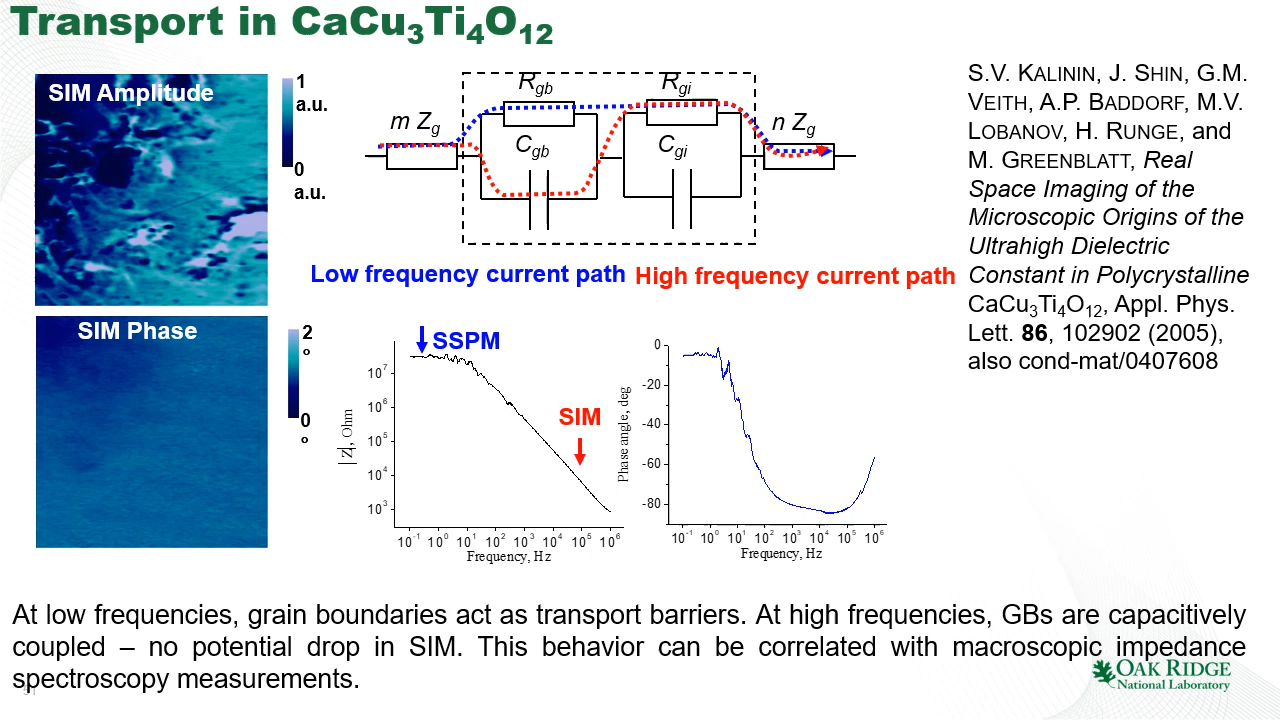 Transport in CaCu3Ti4O12
SIM Amplitude
1
a.u.
0
a.u.
SIM Phase
2
o
0
o
m Zg
Rgb
Cgb
Rgi
Cgi
n Zg
Low frequency current path
High frequency current path
SSPM
SIM
10^7
10^6
10^5
10^4
10^3
|Z|, Ohm
10^-1 10^0 10^1 10^2 10^3 10^4 10^5 10^6
Frequency, Hz
0
-20
-40
-60
-80
Phase angle, deg
10^-1 10^0 10^1 10^2 10^3 10^4 10^5 10^6
Frequency, Hz
S.V. KALININ, J. SHIN, G.M.
VEITH, A.P. BADDORF, M.V.
LOBANOV, H. RUNGE, and
M. GREENBLATT, Real
Space Imaging of the
Microscopic Origins of the
Ultrahigh Dielectric
Constant in Polycrystalline
CaCu3Ti4O12, Appl. Phys.
Lett. 86, 102902 (2005),
also cond-mat/0407608
At low frequencies, grain boundaries act as transport barriers. At high frequencies, GBs are capacitively
coupled – no potential drop in SIM. This behavior can be correlated with macroscopic impedance
spectroscopy measurements.
OAK RIDGE
National Laboratory